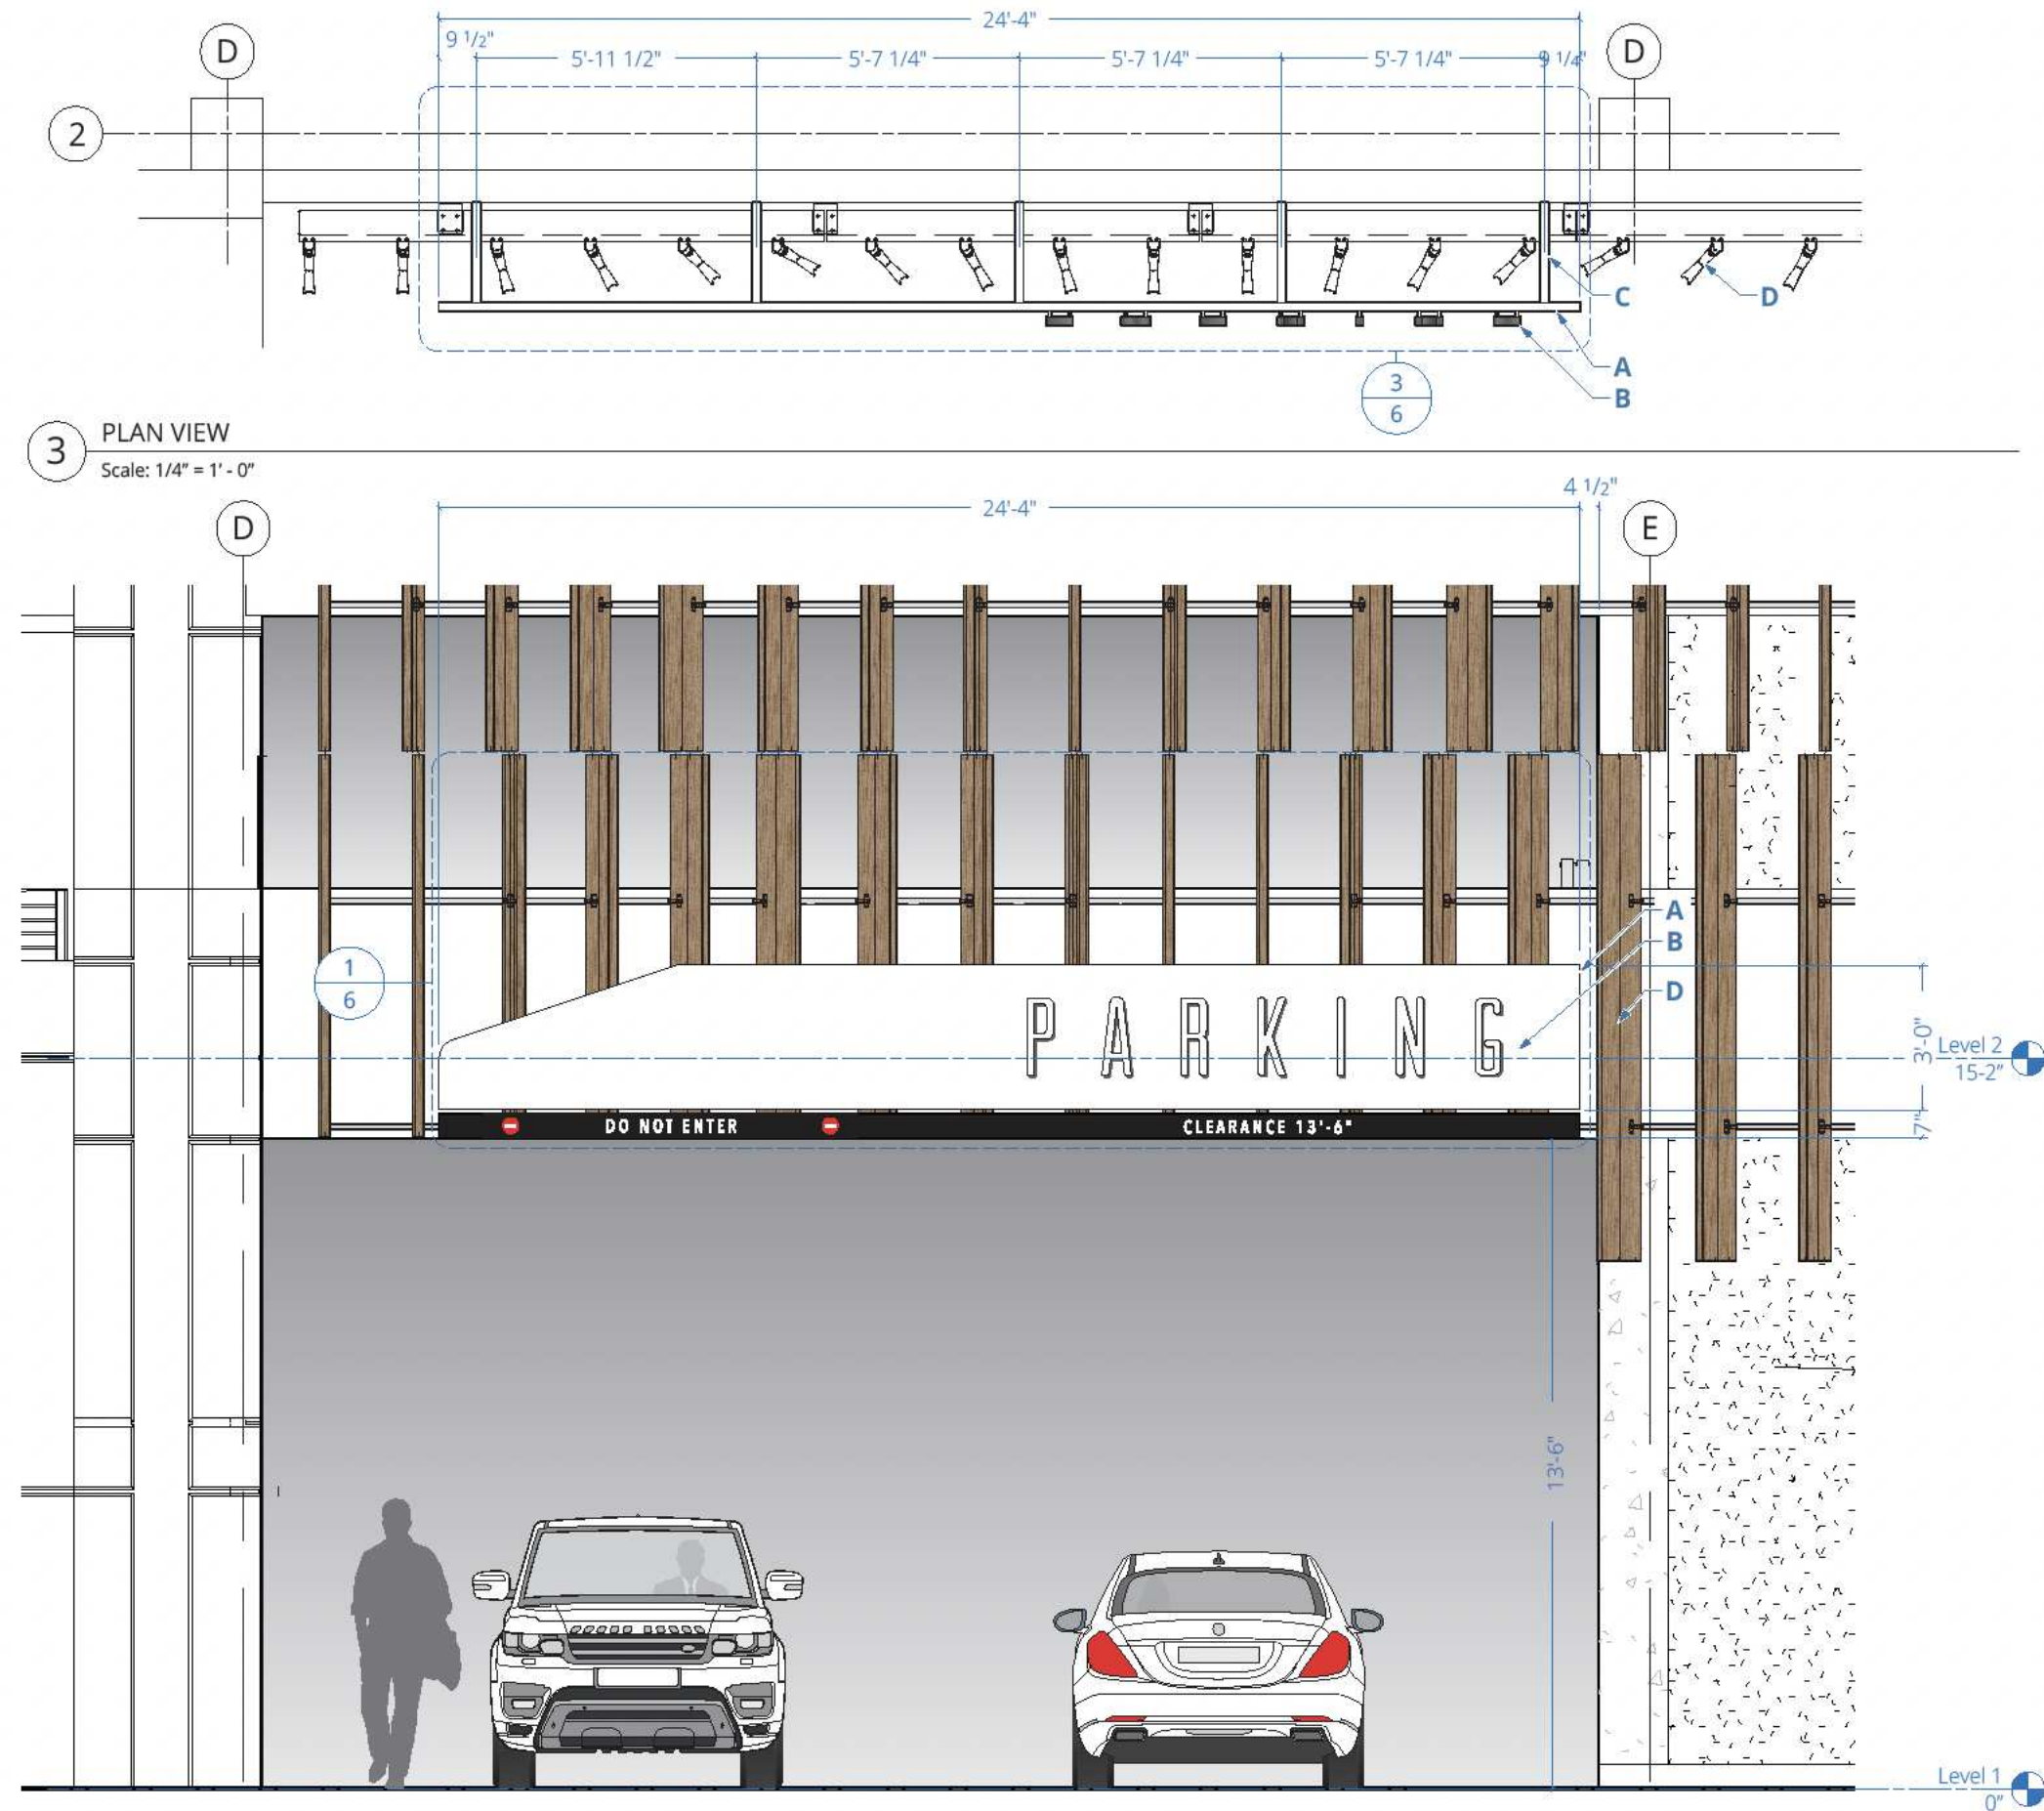 24'-4"
9 1/2"
5'-11 1/2"
5'-7 1/4"
5'-7 1/4"
5'-7 1/4"
9 1/4"
D
D
2
C
D
A
B
3
6
3
PLAN VIEW
Scale: 1/4" = 1' - 0"
24'-4"
4 1/2"
D
E
A
B
D
1
6
PARKING
3'-0"
Level 2
15-2"
DO NOT ENTER
CLEARANCE 13'-6"
7"
13'-6"
Level 1
0"